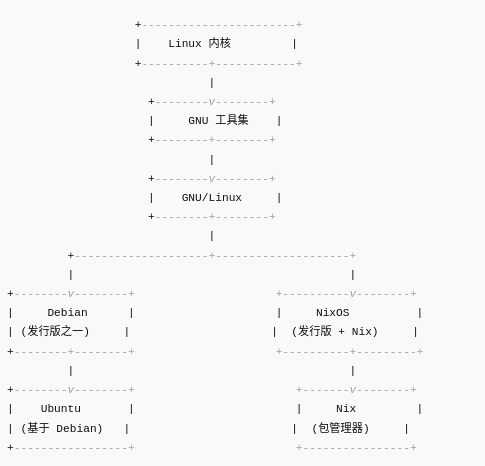 Linux 内核
GNU 工具集
GNU/Linux
Debian NixOS
(发行版之一) (发行版 + Nix)
Ubuntu Nix
(基于 Debian) (包管理器)